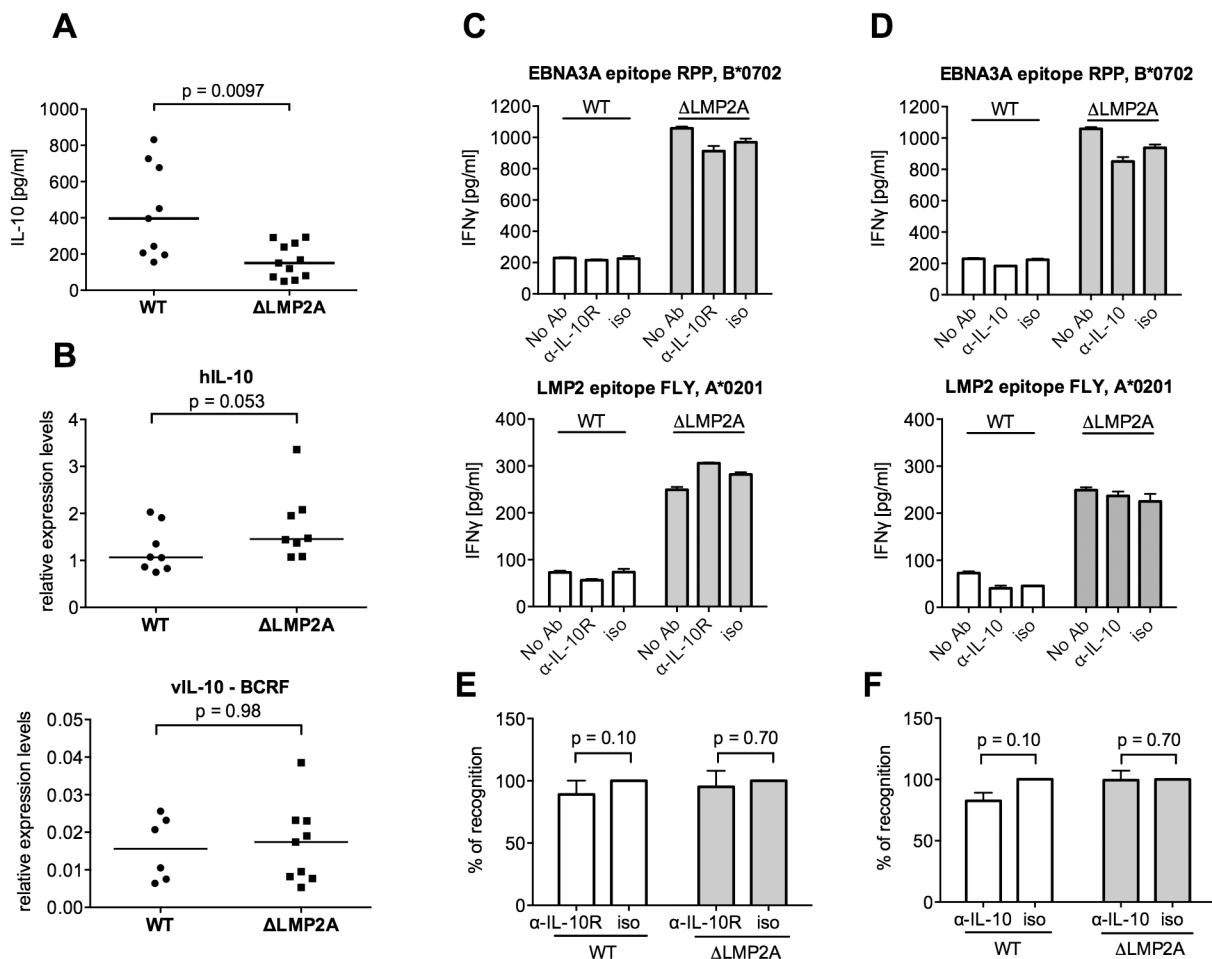 A
p = 0.0097
IL-10 [pg/ml]
1000
800
600
400
200
0
WT
ΔLMP2A
B
hIL-10
p = 0.053
relative expression levels
4
3
2
1
0
WT
ΔLMP2A
vIL-10 - BCRF
p = 0.98
relative expression levels
0.05
0.04
0.03
0.02
0.01
0.00
WT
ΔLMP2A
C
EBNA3A epitope RPP, B*0702
WT
ΔLMP2A
IFNγ [pg/ml]
1200
1000
800
600
400
200
0
No Ab
α-IL-10R
iso
No Ab
α-IL-10R
iso
LMP2 epitope FLY, A*0201
WT
ΔLMP2A
IFNγ [pg/ml]
400
300
200
100
0
No Ab
α-IL-10R
iso
No Ab
α-IL-10R
iso
D
EBNA3A epitope RPP, B*0702
WT
ΔLMP2A
IFNγ [pg/ml]
1200
1000
800
600
400
200
0
No Ab
α-IL-10
iso
No Ab
α-IL-10
iso
LMP2 epitope FLY, A*0201
WT
ΔLMP2A
IFNγ [pg/ml]
400
300
200
100
0
No Ab
α-IL-10
iso
No Ab
α-IL-10
iso
E
% of recognition
150
100
50
0
p = 0.10
p = 0.70
α-IL-10R iso
α-IL-10R iso
WT
ΔLMP2A
F
% of recognition
150
100
50
0
p = 0.10
p = 0.70
α-IL-10 iso
α-IL-10 iso
WT
ΔLMP2A